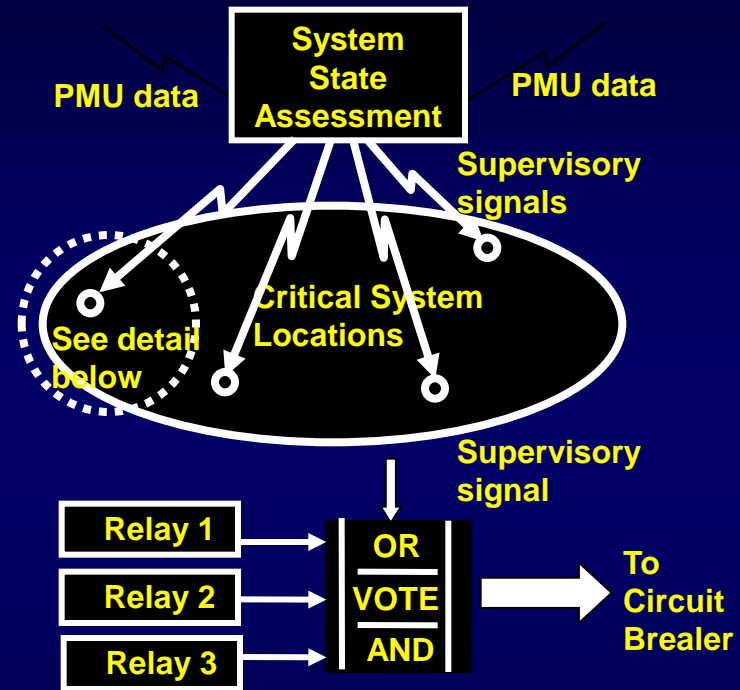 System
State
Assessment
PMU data
PMU data
Supervisory
signals
Critical System
Locations
See detail
below
Supervisory
signal
Relay 1
Relay 2
Relay 3
OR
VOTE
AND
To
Circuit
Brealer